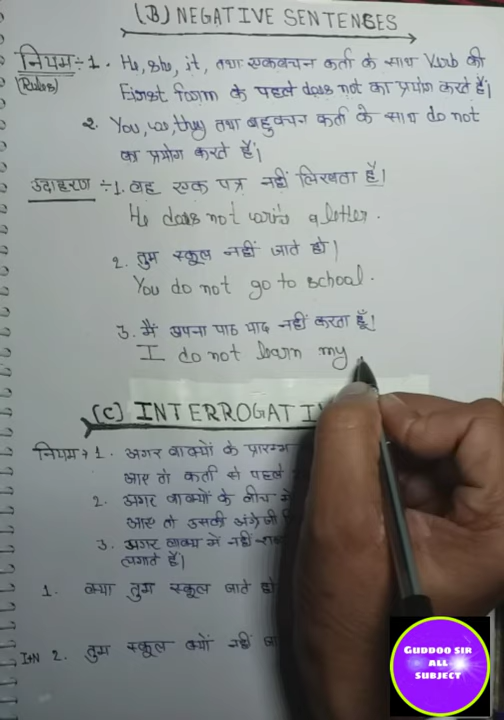 (B) NEGATIVE SENTENSES
नियम ÷ 1. He, she, it, तथा एकवचन कर्ता के साथ Verb की
(Rules) First form के पहले does not का प्रयोग करते हैं।
2. You, we, they तथा बहुवचन कर्ता के साथ do not
का प्रयोग करते हैं।
उदाहरण ÷ 1. वह एक पत्र नहीं लिखता है।
He does not write a letter.
2. तुम स्कूल नहीं जाते हो।
You do not go to school.
3. मैं अपना पाठ याद नहीं करता हूँ।
I do not learn my
(C) INTERROGATI
नियम → 1. अगर वाक्यों के प्रारम्भ
आए तो कर्ता से पहले
2. अगर वाक्यों के बीच में
आए तो उसकी अंग्रेजी
3. अगर वाक्य में नहीं
लगाते हैं।
1. क्या तुम स्कूल जाते हो
I+N 2. तुम स्कूल क्यों नहीं जा
GUDDOO SIR
ALL
SUBJECT